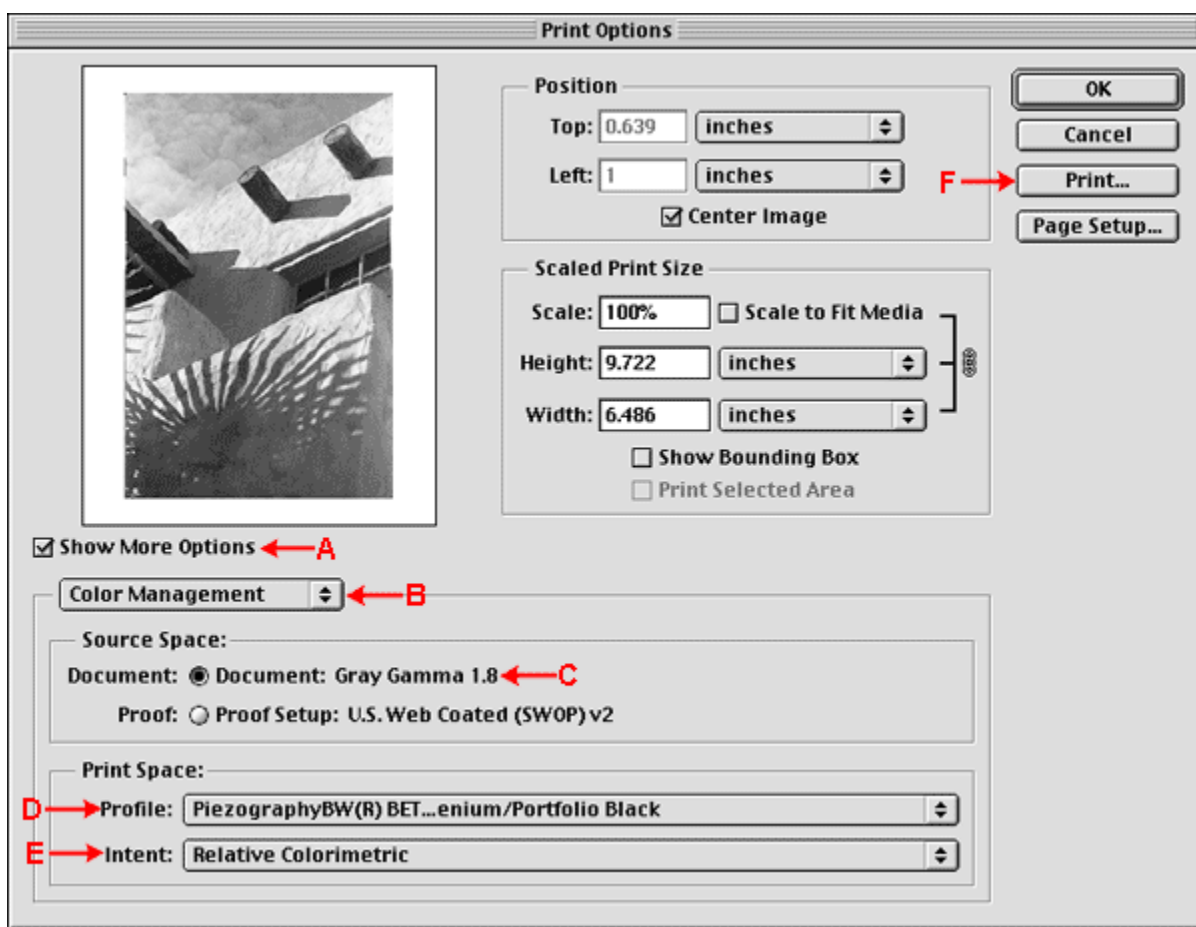 Print Options
Position
Top: 0.639 inches
Left: 1 inches
Center Image
OK
Cancel
F Print...
Page Setup...
Scaled Print Size
Scale: 100% Scale to Fit Media
Height: 9.722 inches
Width: 6.486 inches
Show Bounding Box
Print Selected Area
Show More Options A
Color Management B
Source Space:
Document: Document: Gray Gamma 1.8 C
Proof: Proof Setup: U.S. Web Coated (SWOP) v2
Print Space:
D Profile: PiezographyBW(R) BET...enium/Portfolio Black
E Intent: Relative Colorimetric